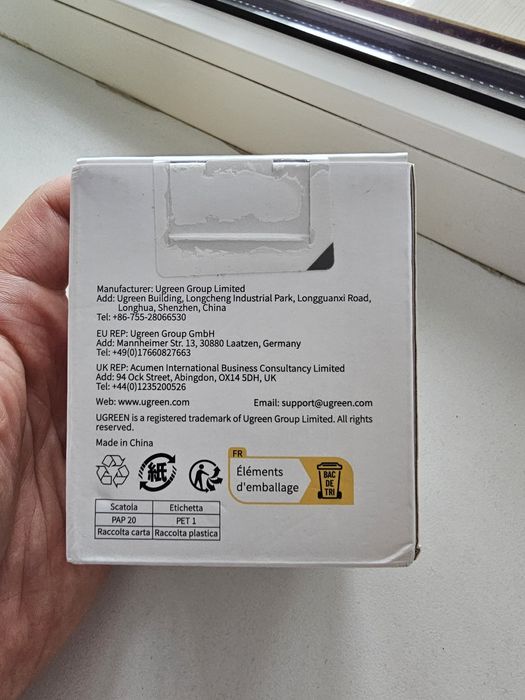 Manufacturer: Ugreen Group Limited
Add: Ugreen Building, Longcheng Industrial Park, Longguanxi Road,
Longhua, Shenzhen, China
Tel: +86-755-28066530
EU REP: Ugreen Group GmbH
Add: Mannheimer Str. 13, 30880 Laatzen, Germany
Tel: +49(0)17660827663
UK REP: Acumen International Business Consultancy Limited
Add: 94 Ock Street, Abingdon, OX14 5DH, UK
Tel: +44(0)1235200526
Web: www.ugreen.com Email: support@ugreen.com
UGREEN is a registered trademark of Ugreen Group Limited. All rights
reserved.
Made in China
紙
FR
Éléments
d'emballage
BAC
DE
TRI
Scatola Etichetta
PAP 20 PET 1
Raccolta carta Raccolta plastica